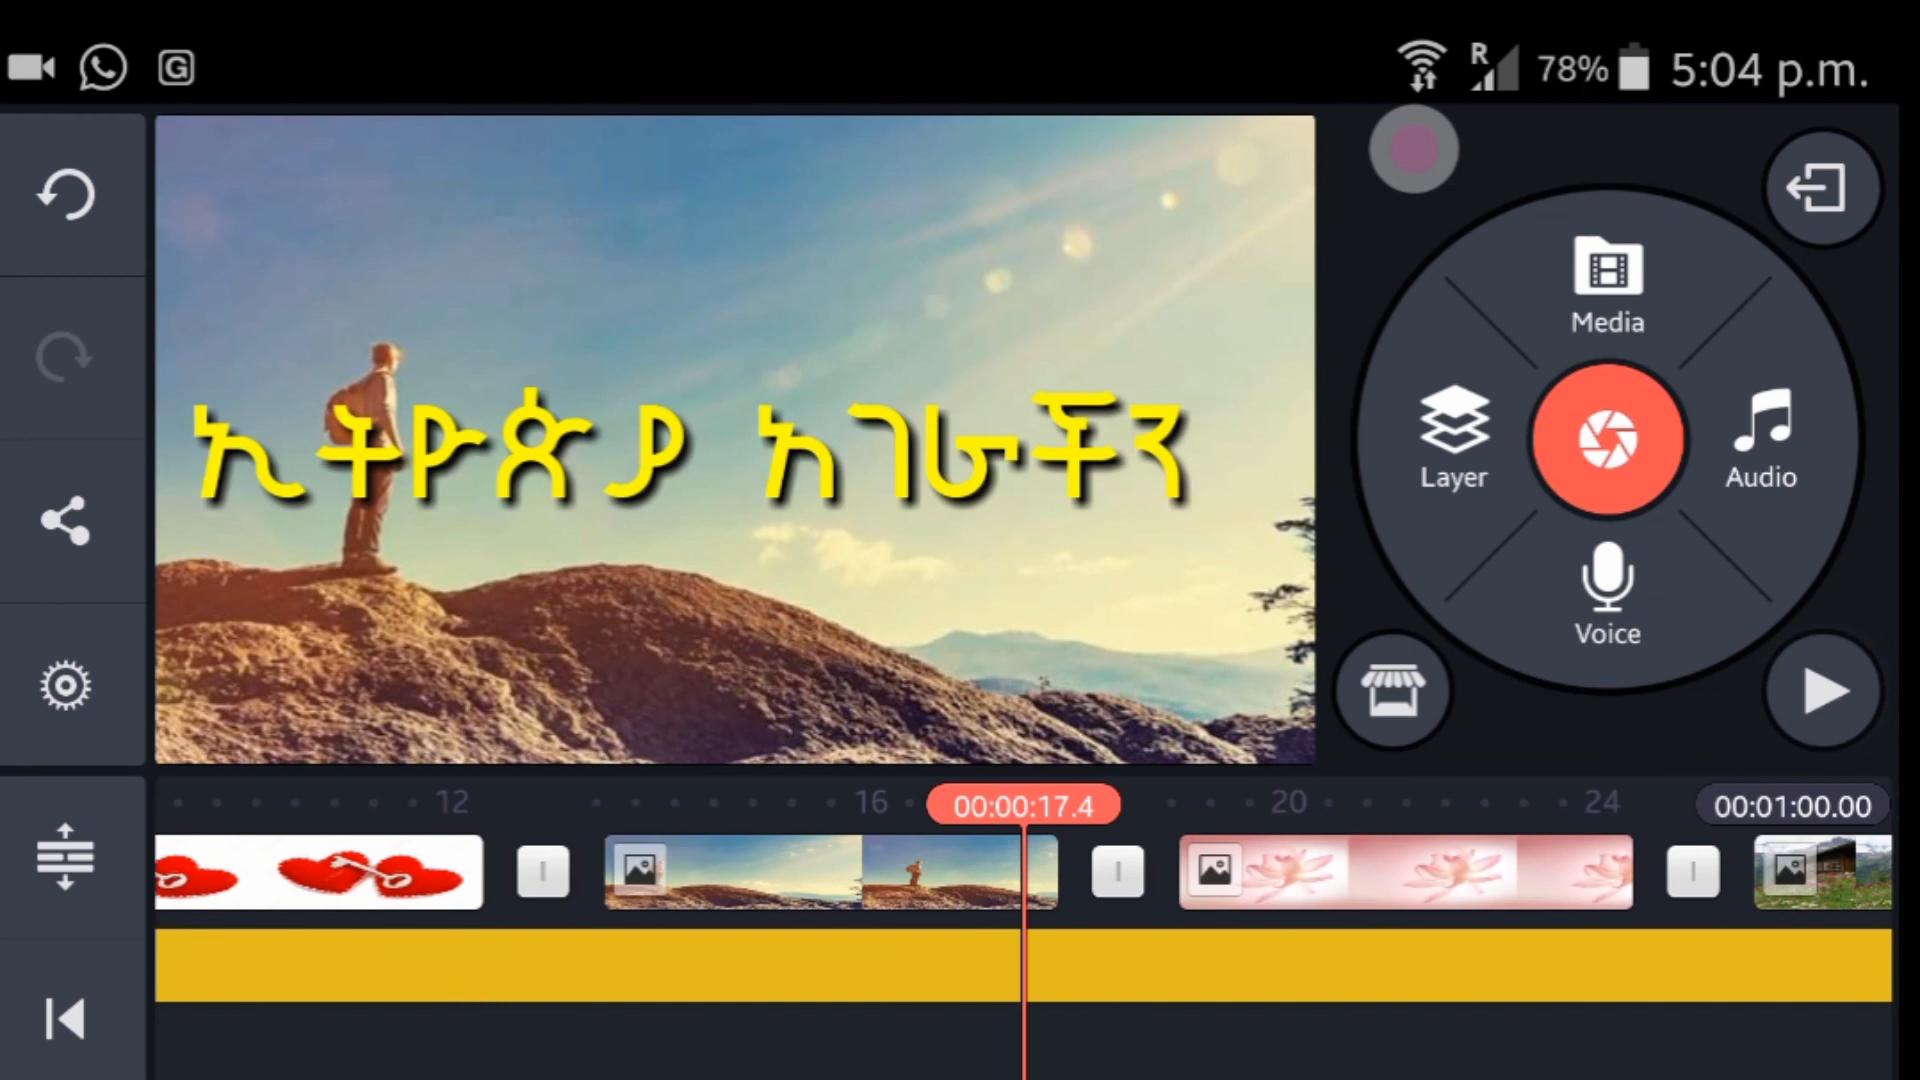 G
R
78%
5:04 p.m.
ኢትዮጵያ አገራችን
Media
Layer
Audio
Voice
12
16
00:00:17.4
20
24
00:01:00.00